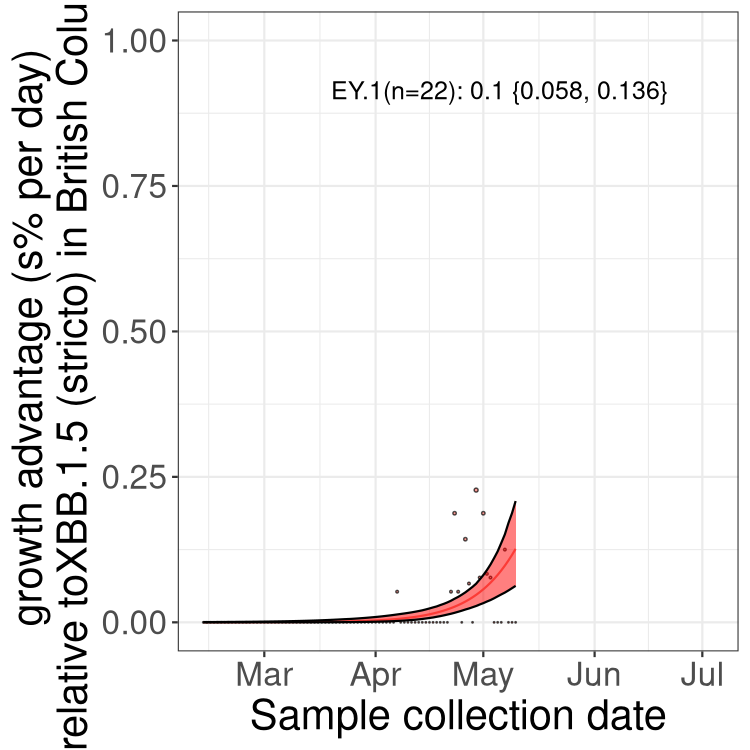 growth advantage (s% per day)
relative toXBB.1.5 (stricto) in British Colu
1.00
0.75
0.50
0.25
0.00
EY.1(n=22): 0.1 {0.058, 0.136}
Mar Apr May Jun Jul
Sample collection date